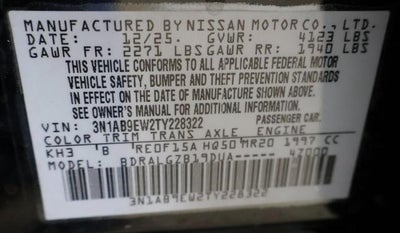 MANUFACTURED BY NISSAN MOTOR CO., LTD.
DATE: 12/25. GVWR: 4123 LBS
GAWR FR: 2271 LBS GAWR RR: 1940 LBS
THIS VEHICLE CONFORMS TO ALL APPLICABLE FEDERAL MOTOR
VEHICLE SAFETY, BUMPER AND THEFT PREVENTION STANDARDS
IN EFFECT ON THE DATE OF MANUFACTURE SHOWN ABOVE.
SEE OWNER'S MANUAL FOR ADDITIONAL INFORMATION.
PASSENGER CAR.
VIN: 3N1AB9EW2TY228322
COLOR TRIM TRANS AXLE ENGINE
KH3 B RE0F15A HQ50 MR20 1997 CC
BDRALGZB19DUA----- 4Z000
3N1AB9EW2TY228322